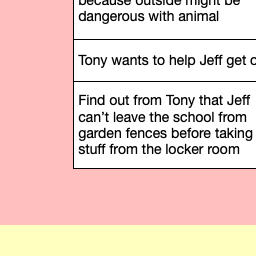 because outside might be
dangerous with animal
Tony wants to help Jeff get
Find out from Tony that Jeff
can't leave the school from
garden fences before taking
stuff from the locker room